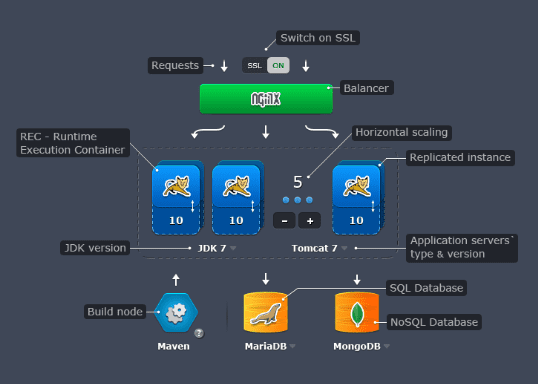 Switch on SSL
Requests
SSL ON
Balancer
NGINX
REC - Runtime
Execution Container
Horizontal scaling
Replicated instance
5
10
10
- +
10
JDK version
JDK 7
Tomcat 7
Application servers`
type & version
SQL Database
Build node
NoSQL Database
?
Maven
MariaDB
MongoDB